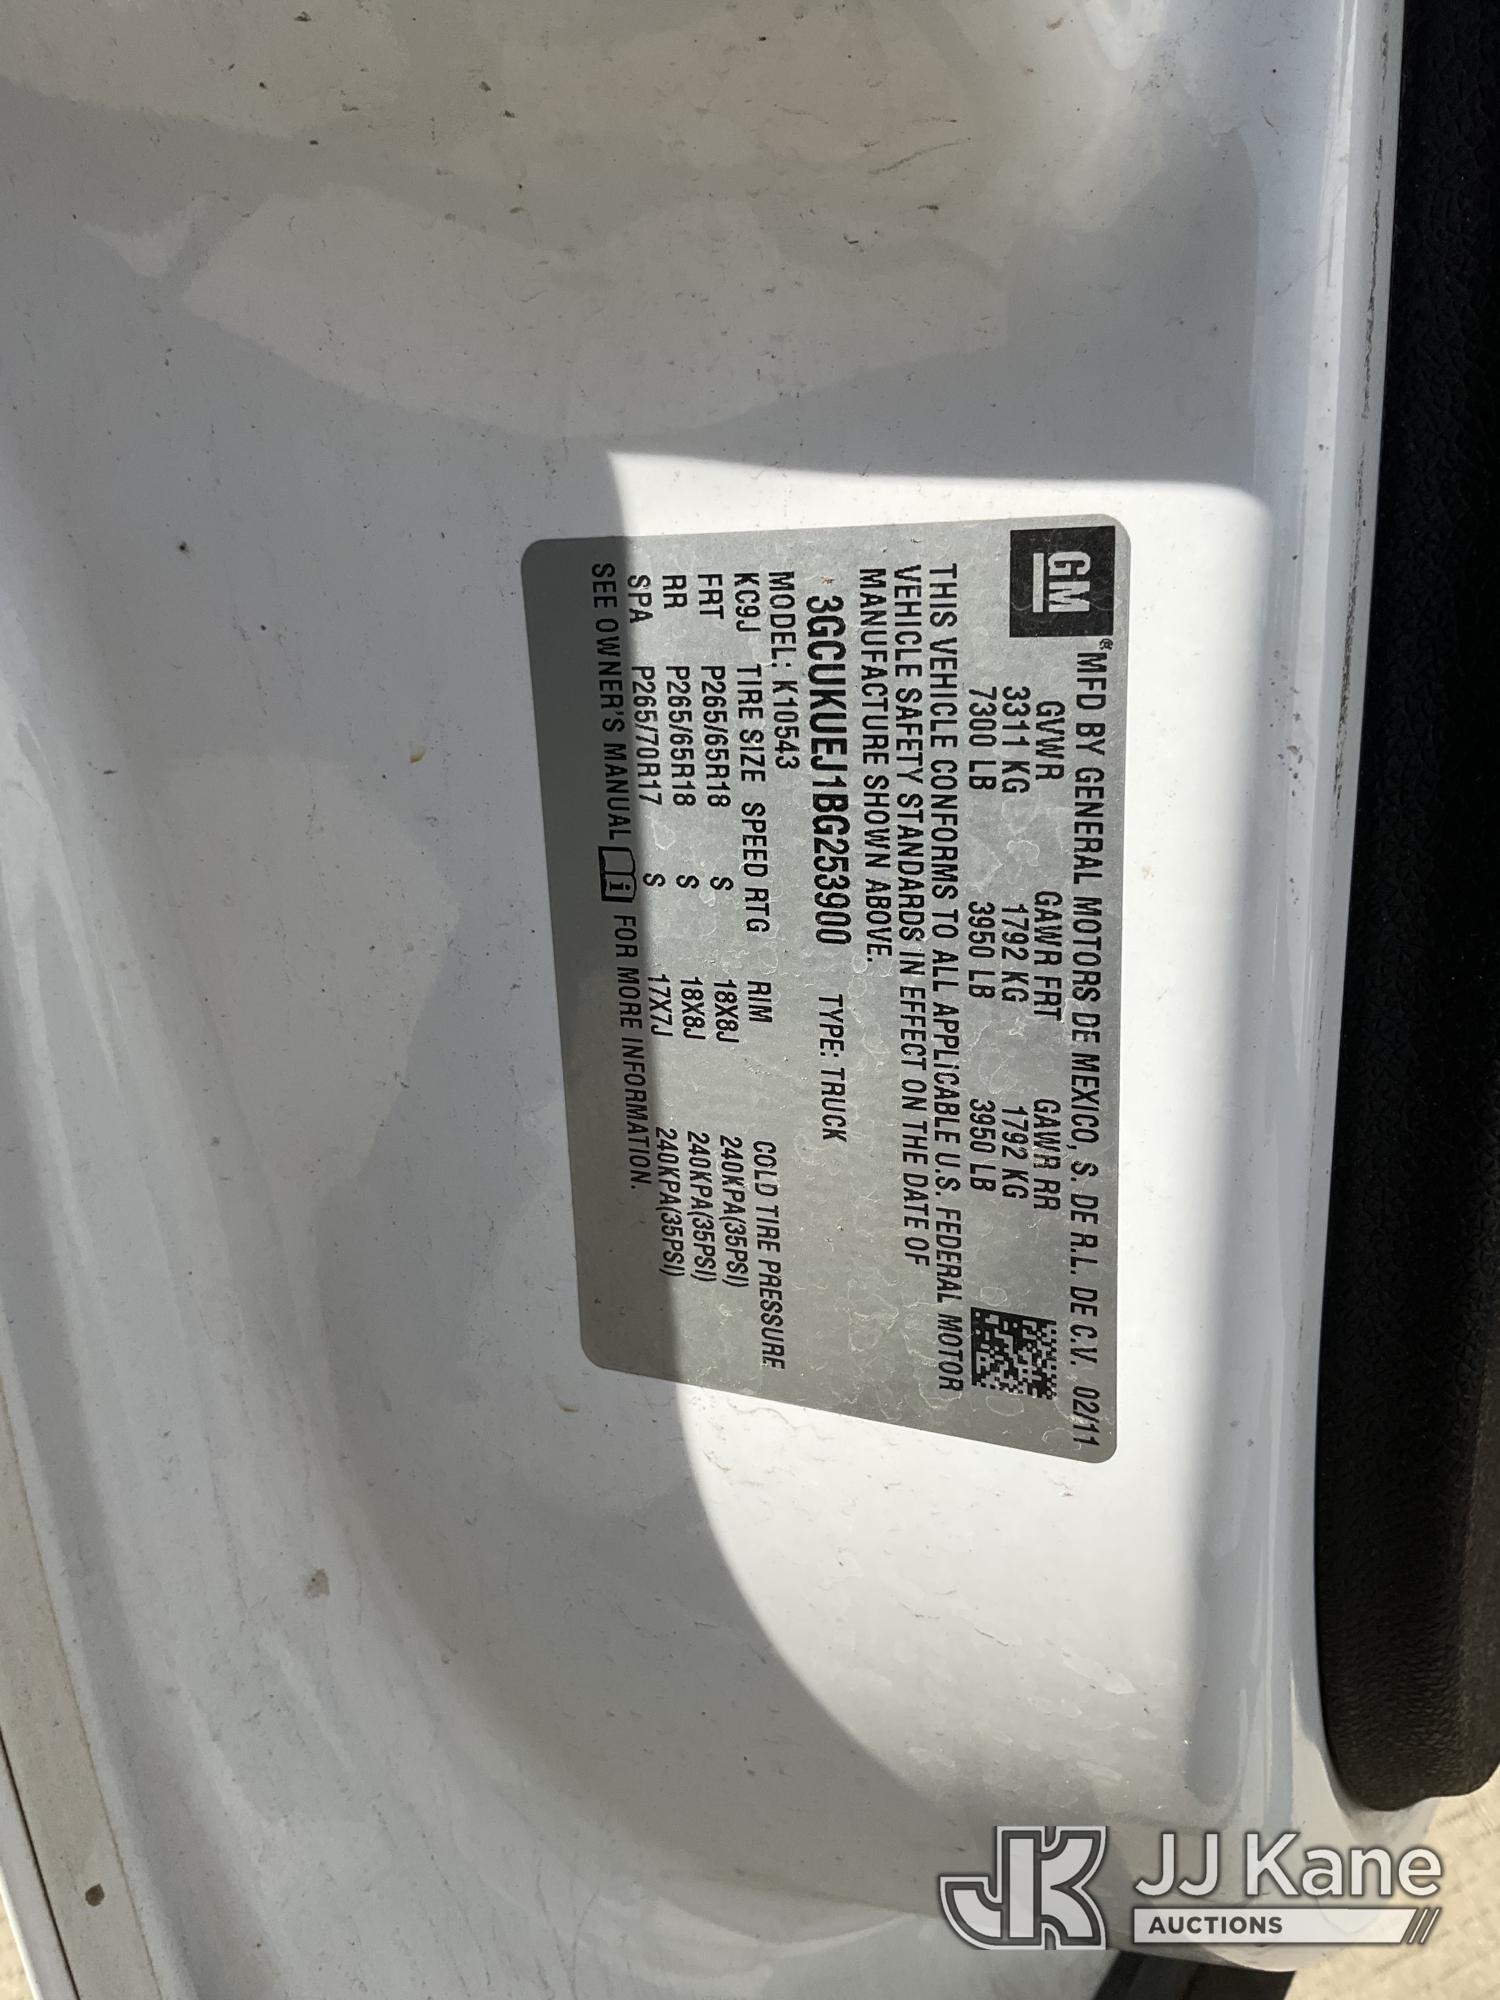 GM ® MFD BY GENERAL MOTORS DE MEXICO, S. DE R.L. DE C.V. 02/11
GVWR GAWR FRT GAWR RR
3311 KG 1792 KG 1792 KG
7300 LB 3950 LB 3950 LB
THIS VEHICLE CONFORMS TO ALL APPLICABLE U.S. FEDERAL MOTOR
VEHICLE SAFETY STANDARDS IN EFFECT ON THE DATE OF
MANUFACTURE SHOWN ABOVE.
3GCUKUEJ1BG253900 TYPE: TRUCK
MODEL: K10543
KC9J TIRE SIZE SPEED RTG RIM COLD TIRE PRESSURE
FRT P265/65R18 S 18X8J 240KPA(35PSI)
RR P265/65R18 S 18X8J 240KPA(35PSI)
SPA P265/70R17 S 17X7J 240KPA(35PSI)
SEE OWNER'S MANUAL i FOR MORE INFORMATION.
JK JJ Kane
AUCTIONS